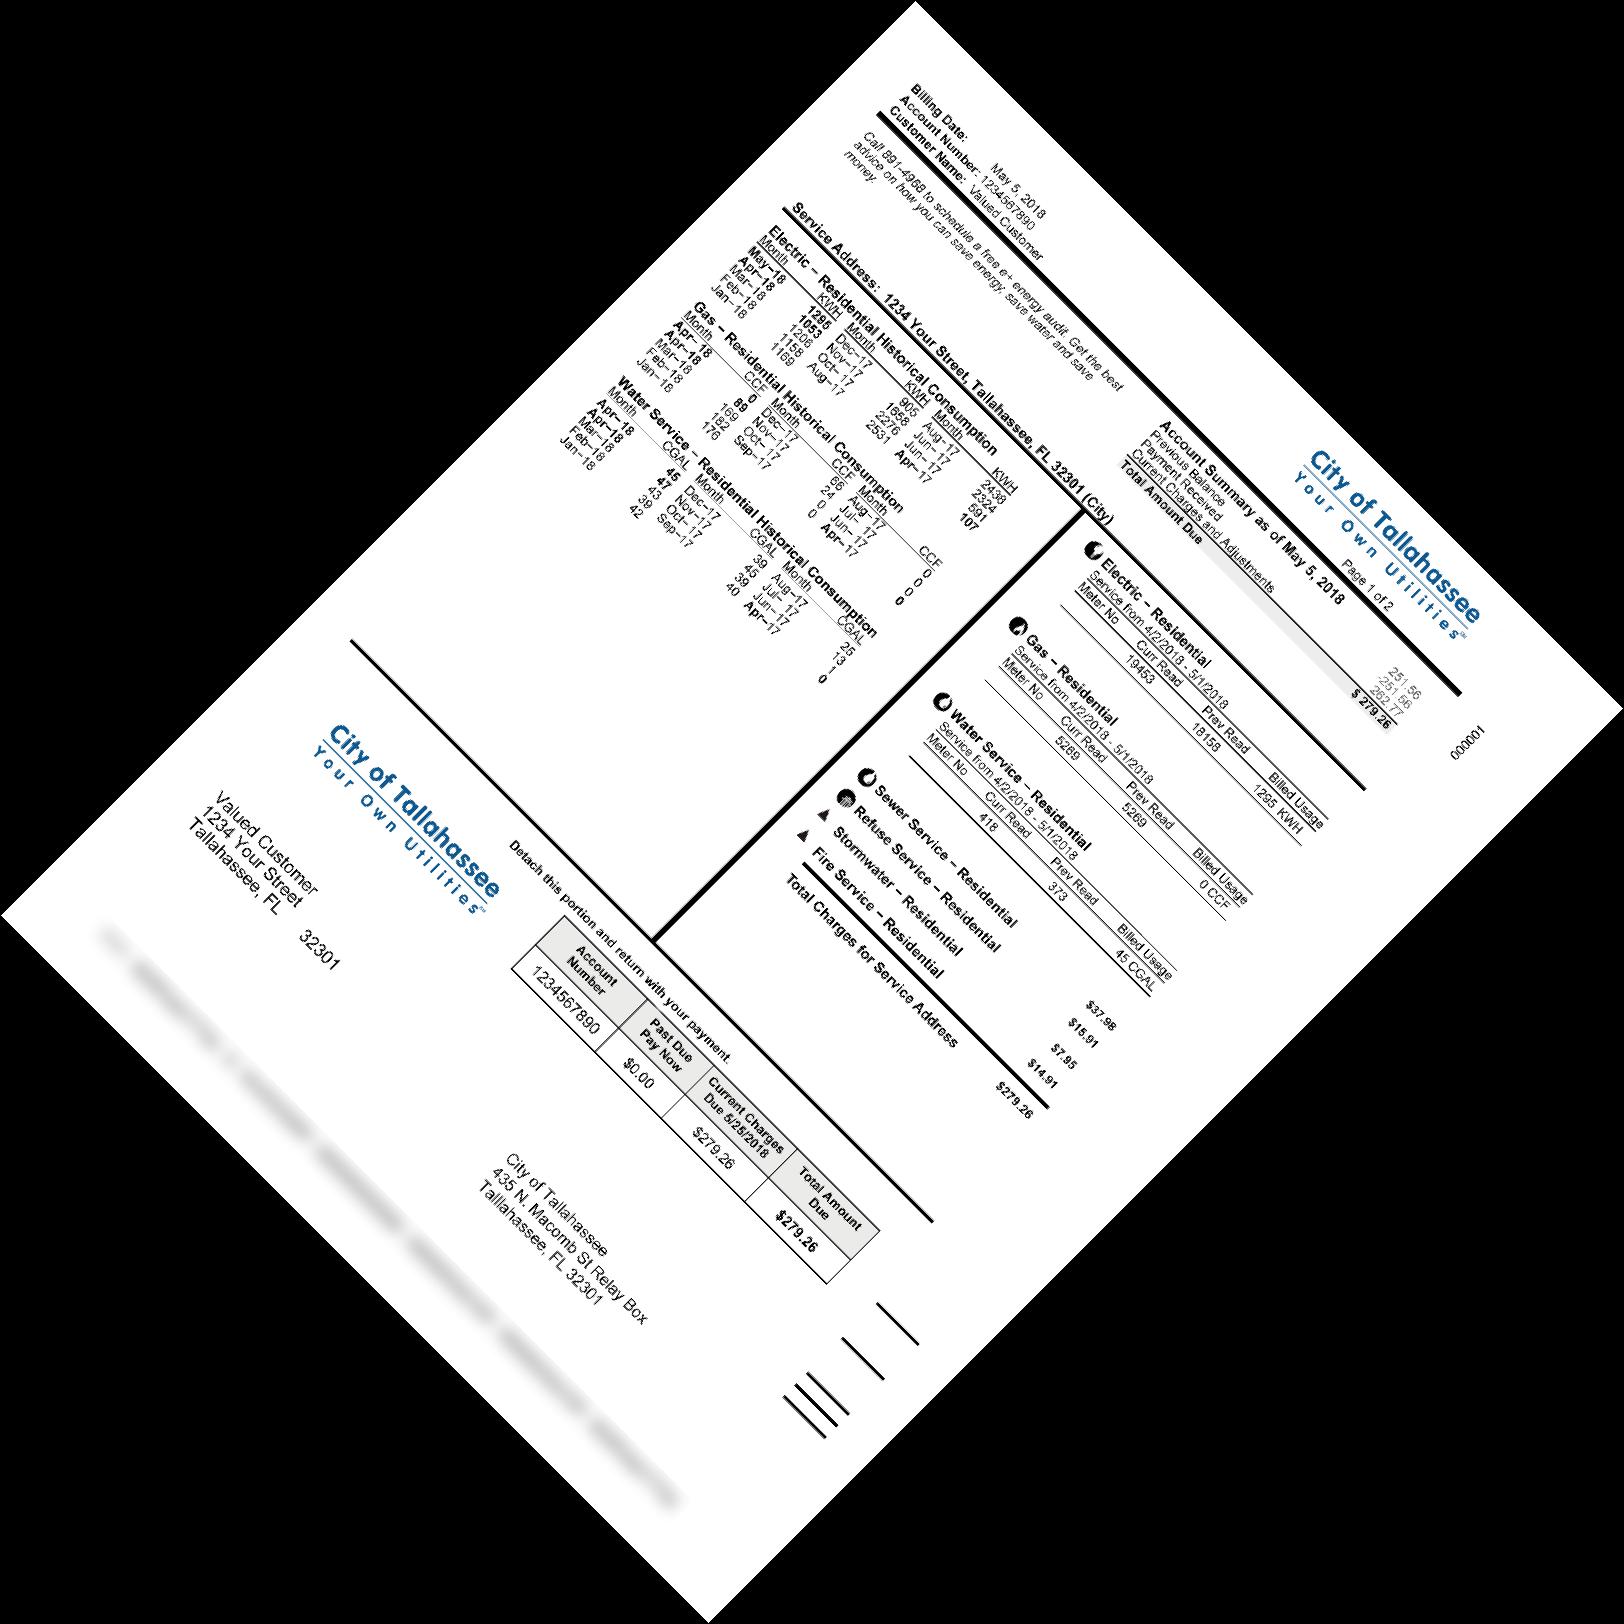 City of Tallahassee
Your Own Utilities℠
Page 1 of 2
000001
Billing Date: May 5, 2018
Account Number: 1234567890
Customer Name: Valued Customer
Call 891-4968 to schedule a free e+ energy audit. Get the best
advice on how you can save energy, save water and save
money.
Account Summary as of May 5, 2018
Previous Balance 251.56
Payment Received -251.56
Current Charges and Adjustments 262.77
Total Amount Due $ 279.26
Service Address: 1234 Your Street, Tallahassee, FL 32301 (City)
Electric – Residential Historical Consumption
Month KWH Month KWH Month KWH
May–18 1295 Dec–17 905 Aug–17 2438
Apr–18 1053 Nov–17 1658 Jun–17 2324
Mar–18 1206 Oct–17 2276 Jun–17 591
Feb–18 1158 Aug–17 2531 Apr–17 107
Jan–18 1169
Gas – Residential Historical Consumption
Month CCF Month CCF Month CCF
Apr–18 0 Dec–17 66 Aug–17 0
Apr–18 89 Nov–17 24 Jul–17 0
Mar–18 169 Oct–17 0 Jun–17 0
Feb–18 182 Sep–17 0 Apr–17 0
Jan–18 176
Water Service – Residential Historical Consumption
Month CGAL Month CGAL Month CGAL
Apr–18 45 Dec–17 39 Aug–17 25
Apr–18 47 Nov–17 45 Jul–17 13
Mar–18 43 Oct–17 39 Jun–17 1
Feb–18 39 Sep–17 40 Apr–17 0
Jan–18 42
Electric – Residential
Service from 4/2/2018 - 5/1/2018
Meter No Curr Read Prev Read Billed Usage
19453 18158 1295 KWH
Gas – Residential
Service from 4/2/2018 - 5/1/2018
Meter No Curr Read Prev Read Billed Usage
5269 5269 0 CCF
Water Service – Residential
Service from 4/2/2018 - 5/1/2018
Meter No Curr Read Prev Read Billed Usage
418 373 45 CGAL
Sewer Service – Residential $37.98
Refuse Service – Residential $15.91
Stormwater – Residential $7.95
Fire Service – Residential $14.91
Total Charges for Service Address $279.26
Detach this portion and return with your payment.
City of Tallahassee
Your Own Utilities℠
Account Number Past Due Pay Now Current Charges Due 5/25/2018 Total Amount Due
1234567890 $0.00 $279.26 $279.26
Valued Customer
1234 Your Street
Tallahassee, FL 32301
City of Tallahassee
435 N. Macomb St Relay Box
Talllahassee, FL 32301